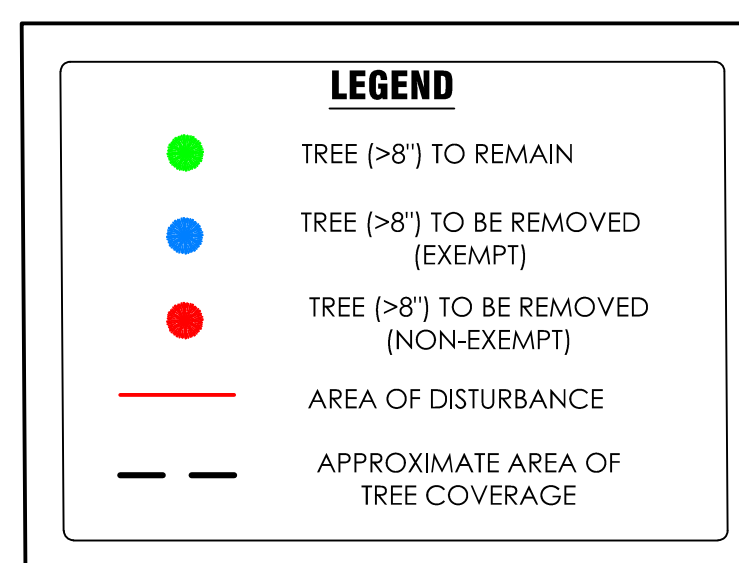 LEGEND
TREE (>8") TO REMAIN
TREE (>8") TO BE REMOVED
(EXEMPT)
TREE (>8") TO BE REMOVED
(NON-EXEMPT)
AREA OF DISTURBANCE
APPROXIMATE AREA OF
TREE COVERAGE